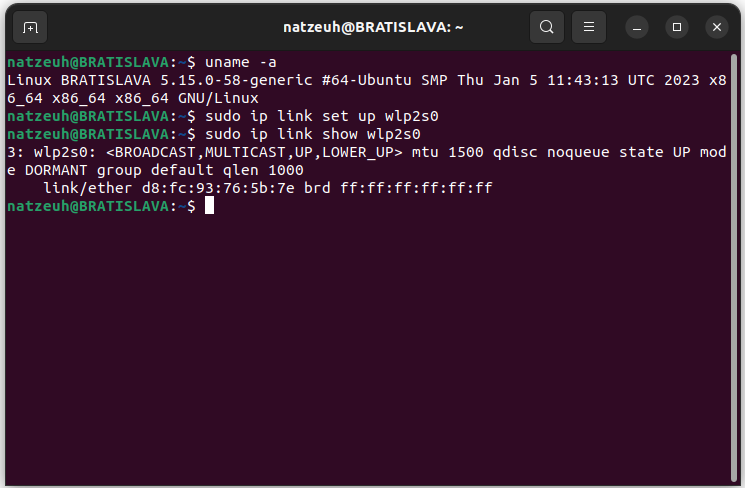 natzeuh@BRATISLAVA: ~
natzeuh@BRATISLAVA:~$ uname -a
Linux BRATISLAVA 5.15.0-58-generic #64-Ubuntu SMP Thu Jan 5 11:43:13 UTC 2023 x8
6_64 x86_64 x86_64 GNU/Linux
natzeuh@BRATISLAVA:~$ sudo ip link set up wlp2s0
natzeuh@BRATISLAVA:~$ sudo ip link show wlp2s0
3: wlp2s0: <BROADCAST,MULTICAST,UP,LOWER_UP> mtu 1500 qdisc noqueue state UP mod
e DORMANT group default qlen 1000
    link/ether d8:fc:93:76:5b:7e brd ff:ff:ff:ff:ff:ff
natzeuh@BRATISLAVA:~$